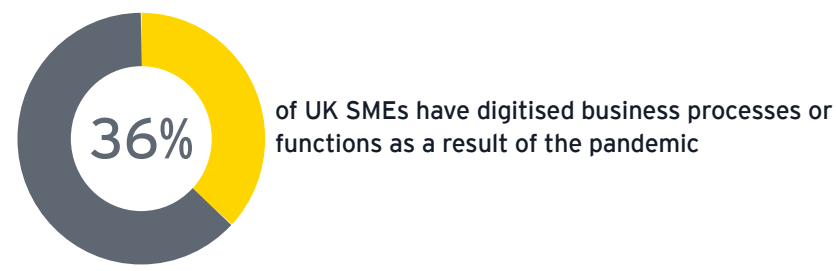 36%
of UK SMEs have digitised business processes or
functions as a result of the pandemic